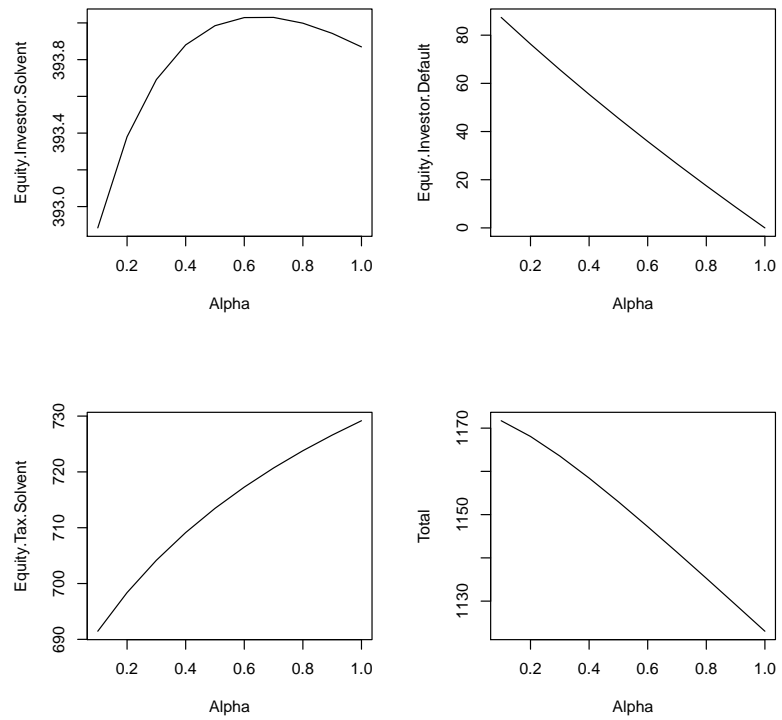 Equity.Investor.Solvent
393.0 393.4 393.8
0.2 0.4 0.6 0.8 1.0
Alpha
Equity.Investor.Default
0 20 40 60 80
0.2 0.4 0.6 0.8 1.0
Alpha
Equity.Tax.Solvent
690 700 710 720 730
0.2 0.4 0.6 0.8 1.0
Alpha
Total
1130 1150 1170
0.2 0.4 0.6 0.8 1.0
Alpha